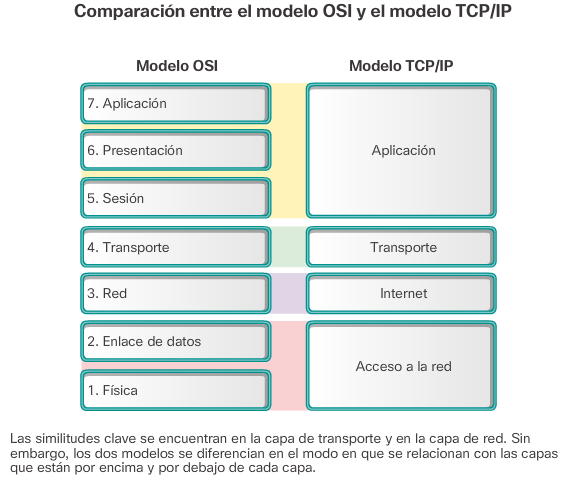 Comparación entre el modelo OSI y el modelo TCP/IP
Modelo OSI
Modelo TCP/IP
7. Aplicación
6. Presentación
5. Sesión
Aplicación
4. Transporte
Transporte
3. Red
Internet
2. Enlace de datos
1. Física
Acceso a la red
Las similitudes clave se encuentran en la capa de transporte y en la capa de red. Sin
embargo, los dos modelos se diferencian en el modo en que se relacionan con las capas
que están por encima y por debajo de cada capa.